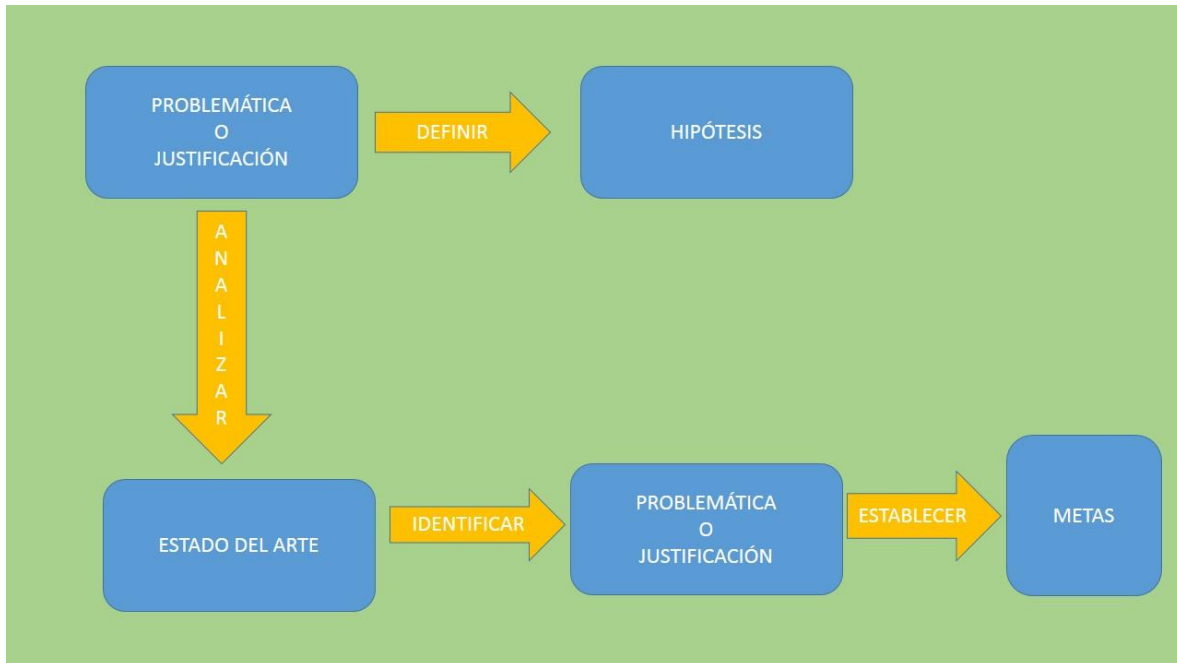 PROBLEMÁTICA
O
JUSTIFICACIÓN
DEFINIR
HIPÓTESIS
A
N
A
L
I
Z
A
R
ESTADO DEL ARTE
IDENTIFICAR
PROBLEMÁTICA
O
JUSTIFICACIÓN
ESTABLECER
METAS